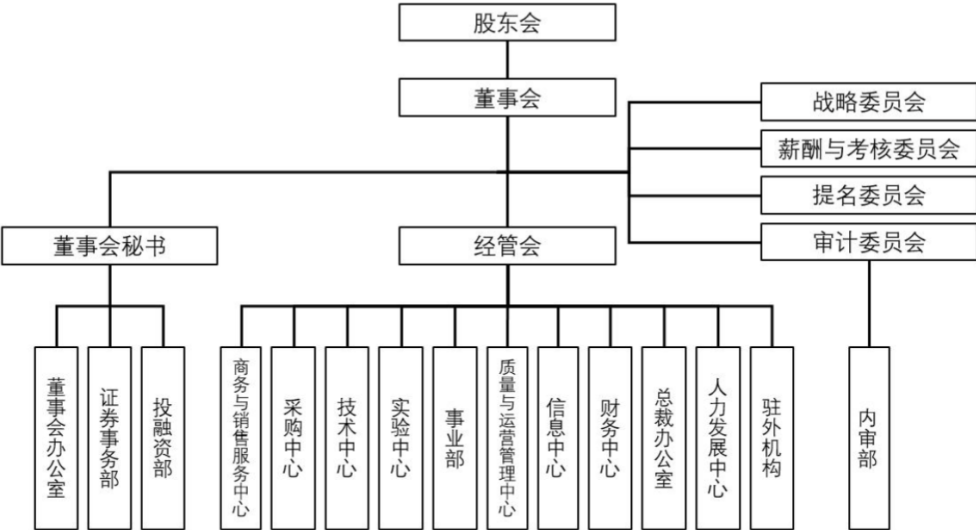 股东会
董事会
战略委员会
薪酬与考核委员会
提名委员会
审计委员会
董事会秘书
经管会
董事会办公室
证券事务部
投融资部
商务与销售服务中心
采购中心
技术中心
实验中心
事业部
质量与运营管理中心
信息中心
财务中心
总裁办公室
人力发展中心
驻外机构
内审部